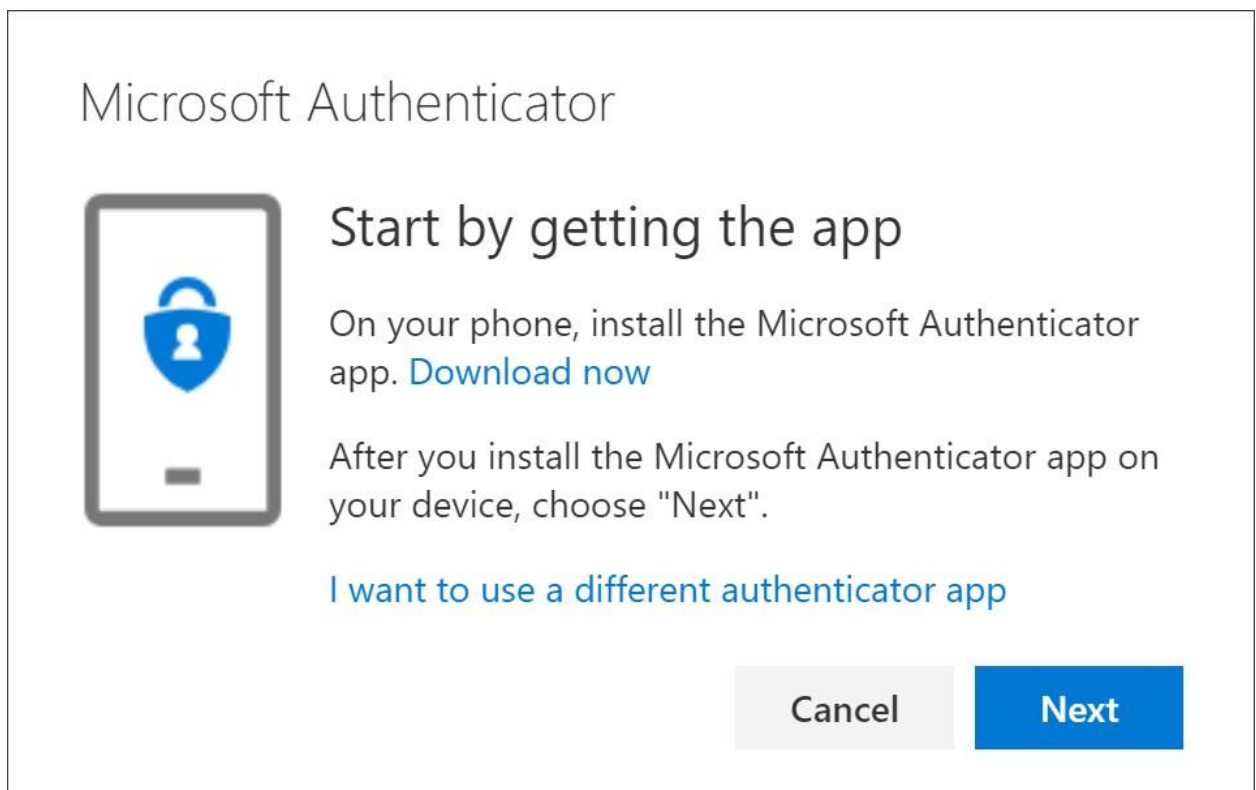 Microsoft Authenticator
Start by getting the app
On your phone, install the Microsoft Authenticator
app. Download now
After you install the Microsoft Authenticator app on
your device, choose "Next".
I want to use a different authenticator app
Cancel
Next